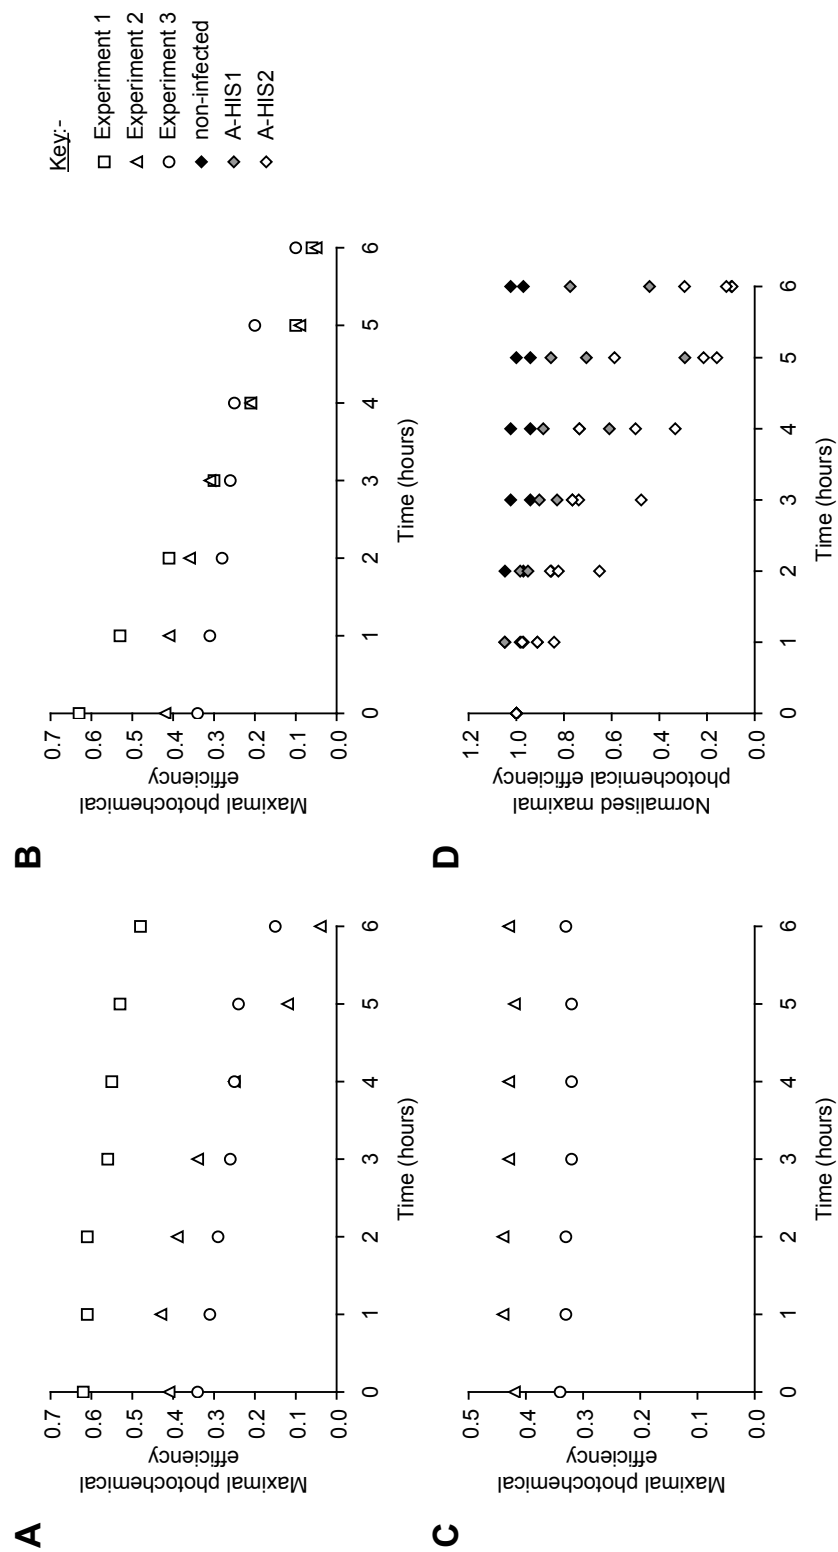 A
Maximal photochemical
efficiency
0.7
0.6
0.5
0.4
0.3
0.2
0.1
0.0
0 1 2 3 4 5 6
Time (hours)
B
Maximal photochemical
efficiency
0.7
0.6
0.5
0.4
0.3
0.2
0.1
0.0
0 1 2 3 4 5 6
Time (hours)
Key:-
Experiment 1
Experiment 2
Experiment 3
non-infected
A-HIS1
A-HIS2
C
Maximal photochemical
efficiency
0.5
0.4
0.3
0.2
0.1
0.0
0 1 2 3 4 5 6
Time (hours)
D
Normalised maximal
photochemical efficiency
1.2
1.0
0.8
0.6
0.4
0.2
0.0
0 1 2 3 4 5 6
Time (hours)